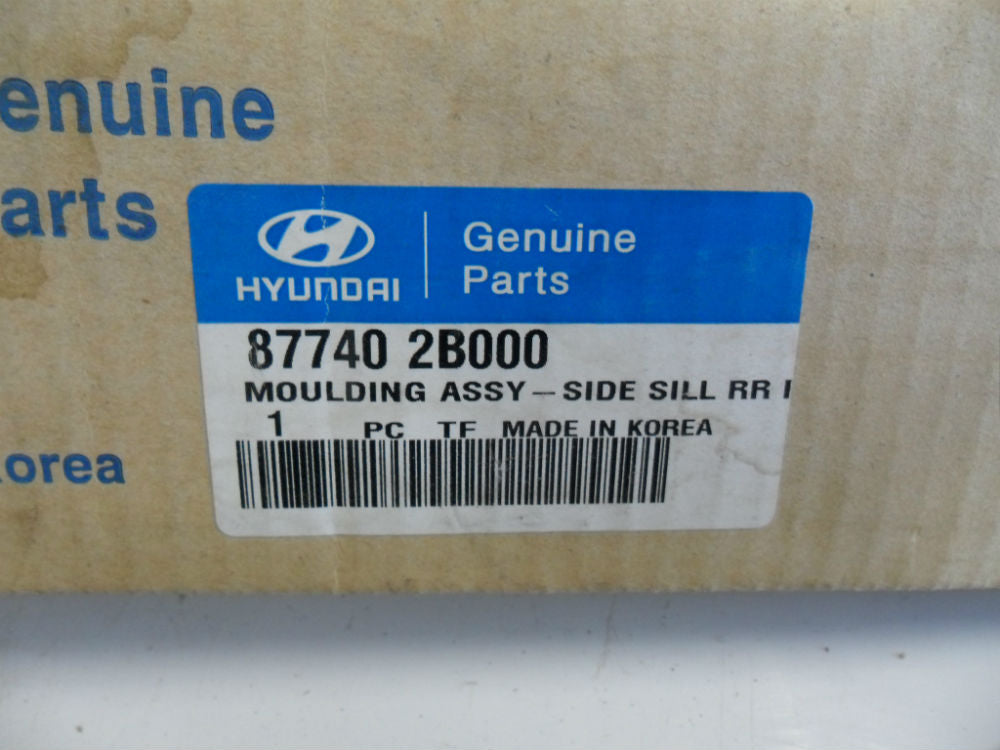 enuine
arts
orea
HYUNDAI
Genuine
Parts
87740 2B000
MOULDING ASSY – SIDE SILL RR
1 PC TF MADE IN KOREA